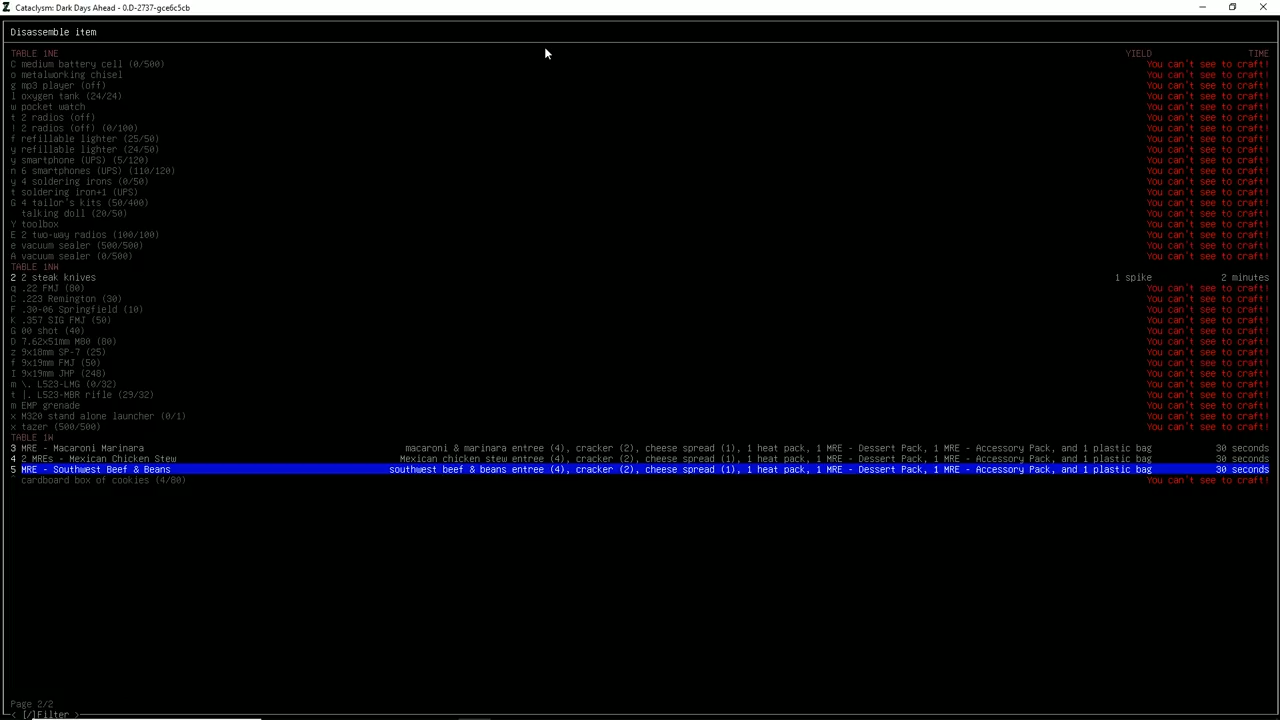 Cataclysm: Dark Days Ahead - 0.D-2737-gce6c5cb
Disassemble item
TABLE 1NE YIELD TIME
C medium battery cell (0/500) You can't see to craft!
o metalworking chisel You can't see to craft!
g mp3 player (off) You can't see to craft!
l oxygen tank (24/24) You can't see to craft!
w pocket watch You can't see to craft!
t 2 radios (off) You can't see to craft!
! 2 radios (off) (0/100) You can't see to craft!
f refillable lighter (25/50) You can't see to craft!
y refillable lighter (24/50) You can't see to craft!
y smartphone (UPS) (5/120) You can't see to craft!
n 6 smartphones (UPS) (110/120) You can't see to craft!
y 4 soldering irons (0/50) You can't see to craft!
t soldering iron+1 (UPS) You can't see to craft!
G 4 tailor's kits (50/400) You can't see to craft!
talking doll (20/50) You can't see to craft!
Y toolbox You can't see to craft!
E 2 two-way radios (100/100) You can't see to craft!
e vacuum sealer (500/500) You can't see to craft!
A vacuum sealer (0/500) You can't see to craft!
TABLE 1NW
2 2 steak knives 1 spike 2 minutes
q .22 FMJ (80) You can't see to craft!
C .223 Remington (30) You can't see to craft!
F .30-06 Springfield (10) You can't see to craft!
K .357 SIG FMJ (50) You can't see to craft!
G 00 shot (40) You can't see to craft!
D 7.62x51mm M80 (80) You can't see to craft!
z 9x18mm SP-7 (25) You can't see to craft!
f 9x19mm FMJ (50) You can't see to craft!
I 9x19mm JHP (248) You can't see to craft!
m \. L523-LMG (0/32) You can't see to craft!
t |. L523-MBR rifle (29/32) You can't see to craft!
m EMP grenade You can't see to craft!
x M320 stand alone launcher (0/1) You can't see to craft!
x tazer (500/500) You can't see to craft!
TABLE 1W
3 MRE - Macaroni Marinara macaroni & marinara entree (4), cracker (2), cheese spread (1), 1 heat pack, 1 MRE - Dessert Pack, 1 MRE - Accessory Pack, and 1 plastic bag 30 seconds
4 2 MREs - Mexican Chicken Stew Mexican chicken stew entree (4), cracker (2), cheese spread (1), 1 heat pack, 1 MRE - Dessert Pack, 1 MRE - Accessory Pack, and 1 plastic bag 30 seconds
5 MRE - Southwest Beef & Beans southwest beef & beans entree (4), cracker (2), cheese spread (1), 1 heat pack, 1 MRE - Dessert Pack, 1 MRE - Accessory Pack, and 1 plastic bag 30 seconds
^ cardboard box of cookies (4/80) You can't see to craft!
Page 2/2
< [/]Filter >